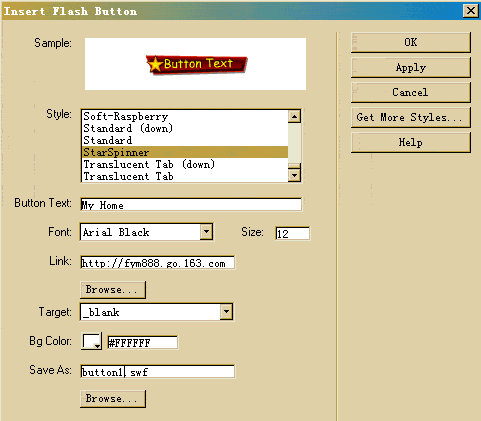 Insert Flash Button
Sample:
Button Text
OK
Apply
Cancel
Get More Styles...
Help
Style:
Soft-Raspberry
Standard (down)
Standard
StarSpinner
Translucent Tab (down)
Translucent Tab
Button Text: My Home
Font: Arial Black Size: 12
Link: http://fym888.go.163.com
Browse...
Target: _blank
Bg Color: #FFFFFF
Save As: button1.swf
Browse...